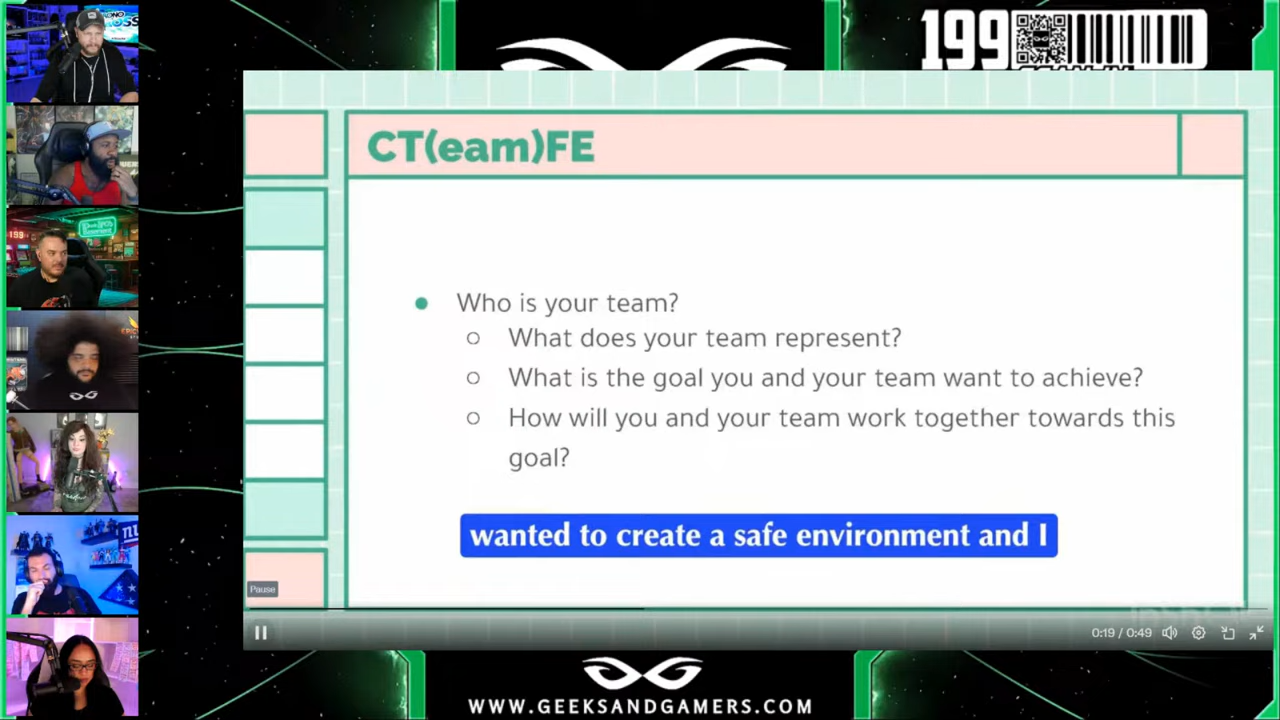 199
CT(eam)FE
Who is your team?
What does your team represent?
What is the goal you and your team want to achieve?
How will you and your team work together towards this
goal?
wanted to create a safe environment and I
Pause
0:19 / 0:49
WWW.GEEKSANDGAMERS.COM